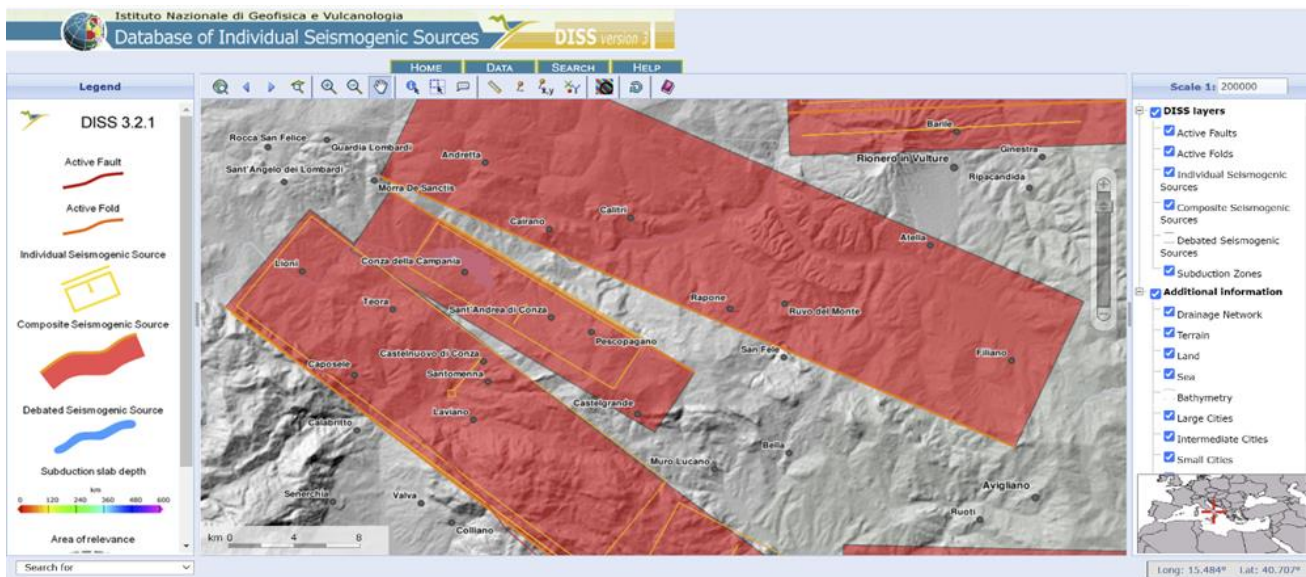 Istituto Nazionale di Geofisica e Vulcanologia
Database of Individual Seismogenic Sources
DISS version 3
HOME DATA SEARCH HELP
Legend
Scale 1: 200000
DISS 3.2.1
Active Fault
Active Fold
Individual Seismogenic Source
Composite Seismogenic Source
Debated Seismogenic Source
Subduction slab depth
km
0 120 240 360 480 600
Area of relevance
Search for
x,y
Rocca San Felice
Guardia Lombardi
Sant'Angelo dei Lombardi
Andretta
Morra De Sanctis
Barile
Rionero in Vulture
Ginestra
Ripacandida
Cairano
Calitri
Atella
Lioni
Conza della Campania
Teora
Sant'Andrea di Conza
Pescopagano
Rapone
Ruvo del Monte
San Fele
Filiano
Castelnuovo di Conza
Caposele
Santomenna
Castelgrande
Laviano
Calabritto
Bella
Muro Lucano
Avigliano
Senerchia
Valva
Colliano
Ruoti
km 0 4 8
DISS layers
Active Faults
Active Folds
Individual Seismogenic
Sources
Composite Seismogenic
Sources
Debated Seismogenic
Sources
Subduction Zones
Additional information
Drainage Network
Terrain
Land
Sea
Bathymetry
Large Cities
Intermediate Cities
Small Cities
Long: 15.484° Lat: 40.707°